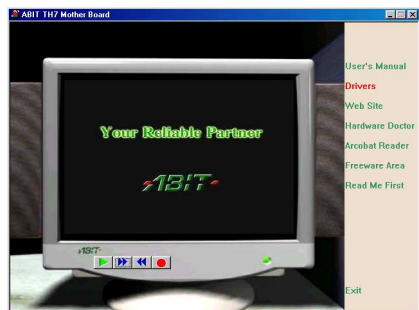 ABIT TH7 Mother Board
User's Manual
Drivers
Your Reliable Partner
Web Site
Hardware Doctor
Arcobat Reader
ABIT
Freeware Area
Read Me First
ABIT
Exit